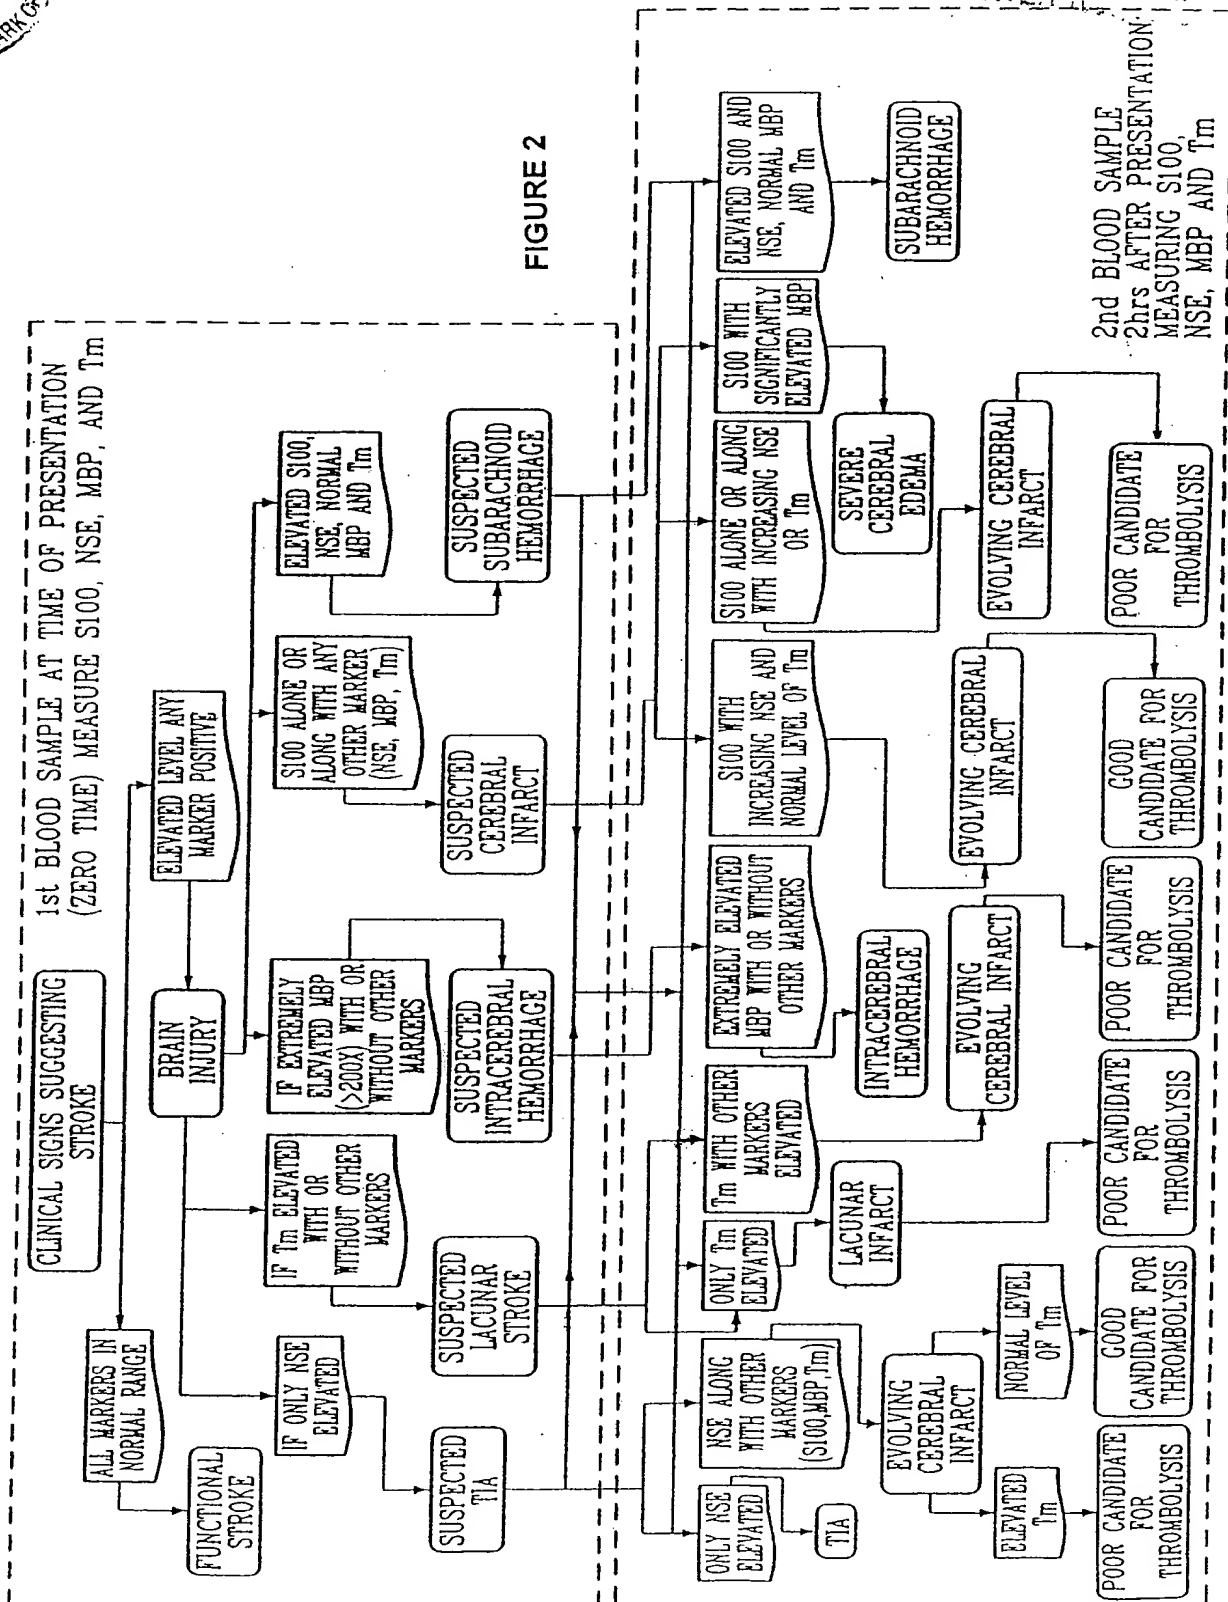 1st BLOOD SAMPLE AT TIME OF PRESENTATION
(ZERO TIME) MEASURE S100, NSE, MBP, AND Tm
CLINICAL SIGNS SUGGESTING
STROKE
ALL MARKERS IN
NORMAL RANGE
FUNCTIONAL
STROKE
ELEVATED LEVEL ANY
MARKER POSITIVE
BRAIN
INJURY
IF ONLY NSE
ELEVATED
SUSPECTED
TIA
IF Tm ELEVATED
WITH OR
WITHOUT OTHER
MARKERS
SUSPECTED
LACUNAR
STROKE
IF EXTREMELY
ELEVATED MBP
(>200X) WITH OR
WITHOUT OTHER
MARKERS
SUSPECTED
INTRACEREBRAL
HEMORRHAGE
S100 ALONE OR
ALONG WITH ANY
OTHER MARKER
(NSE, MBP, Tm)
SUSPECTED
CEREBRAL
INFARCT
ELEVATED S100,
NSE, NORMAL
MBP AND Tm
SUSPECTED
SUBARACHNOID
HEMORRHAGE
FIGURE 2
ONLY NSE
ELEVATED
TIA
NSE ALONG
WITH OTHER
MARKERS
(S100,MBP,Tm)
EVOLVING
CEREBRAL
INFARCT
ELEVATED
Tm
POOR CANDIDATE
FOR
THROMBOLYSIS
NORMAL LEVEL
OF Tm
GOOD
CANDIDATE FOR
THROMBOLYSIS
ONLY Tm
ELEVATED
LACUNAR
INFARCT
POOR CANDIDATE
FOR
THROMBOLYSIS
Tm WITH OTHER
MARKERS
ELEVATED
EVOLVING
CEREBRAL INFARCT
POOR CANDIDATE
FOR
THROMBOLYSIS
EXTREMELY ELEVATED
MBP WITH OR WITHOUT
OTHER MARKERS
INTRACEREBRAL
HEMORRHAGE
S100 WITH
INCREASING NSE AND
NORMAL LEVEL OF Tm
EVOLVING CEREBRAL
INFARCT
GOOD
CANDIDATE FOR
THROMBOLYSIS
S100 ALONE OR ALONG
WITH INCREASING NSE
OR Tm
EVOLVING CEREBRAL
INFARCT
POOR CANDIDATE
FOR
THROMBOLYSIS
S100 WITH
SIGNIFICANTLY
ELEVATED MBP
SEVERE
CEREBRAL
EDEMA
ELEVATED S100 AND
NSE, NORMAL MBP
AND Tm
SUBARACHNOID
HEMORRHAGE
2nd BLOOD SAMPLE
2hrs AFTER PRESENTATION
MEASURING S100,
NSE, MBP AND Tm